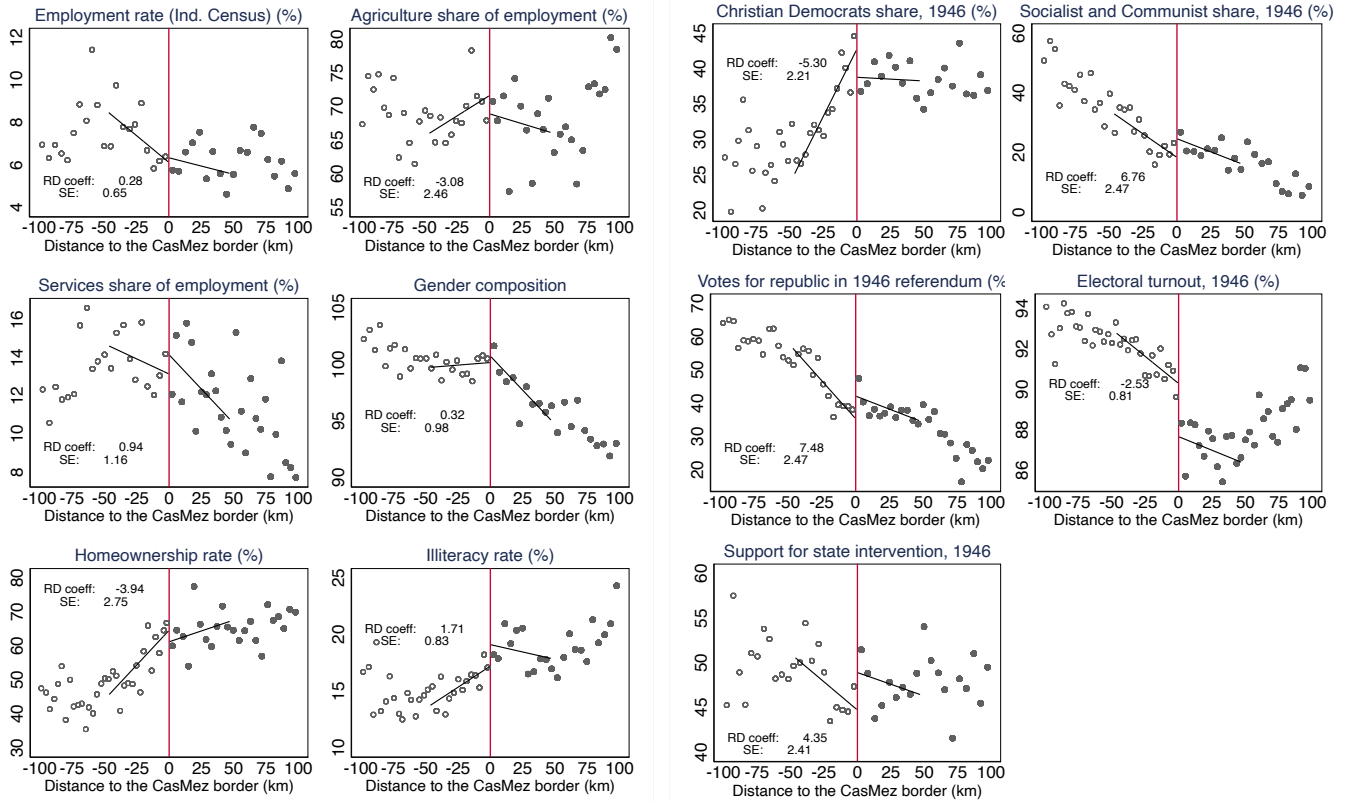 Employment rate (Ind. Census) (%)
12
10
8
6
4
RD coeff: 0.28
SE: 0.65
-100 -75 -50 -25 0 25 50 75 100
Distance to the CasMez border (km)
Agriculture share of employment (%)
80
75
70
65
60
55
RD coeff: -3.08
SE: 2.46
-100 -75 -50 -25 0 25 50 75 100
Distance to the CasMez border (km)
Christian Democrats share, 1946 (%)
45
40
35
30
25
20
RD coeff: -5.30
SE: 2.21
-100 -75 -50 -25 0 25 50 75 100
Distance to the CasMez border (km)
Socialist and Communist share, 1946 (%)
60
40
20
0
RD coeff: 6.76
SE: 2.47
-100 -75 -50 -25 0 25 50 75 100
Distance to the CasMez border (km)
Services share of employment (%)
16
14
12
10
8
RD coeff: 0.94
SE: 1.16
-100 -75 -50 -25 0 25 50 75 100
Distance to the CasMez border (km)
Gender composition
105
100
95
90
RD coeff: 0.32
SE: 0.98
-100 -75 -50 -25 0 25 50 75 100
Distance to the CasMez border (km)
Votes for republic in 1946 referendum (%
70
60
50
40
30
20
RD coeff: 7.48
SE: 2.47
-100 -75 -50 -25 0 25 50 75 100
Distance to the CasMez border (km)
Electoral turnout, 1946 (%)
94
92
90
88
86
RD coeff: -2.53
SE: 0.81
-100 -75 -50 -25 0 25 50 75 100
Distance to the CasMez border (km)
Homeownership rate (%)
80
70
60
50
40
30
RD coeff: -3.94
SE: 2.75
-100 -75 -50 -25 0 25 50 75 100
Distance to the CasMez border (km)
Illiteracy rate (%)
25
20
15
10
RD coeff: 1.71
SE: 0.83
-100 -75 -50 -25 0 25 50 75 100
Distance to the CasMez border (km)
Support for state intervention, 1946
60
55
50
45
40
RD coeff: 4.35
SE: 2.41
-100 -75 -50 -25 0 25 50 75 100
Distance to the CasMez border (km)